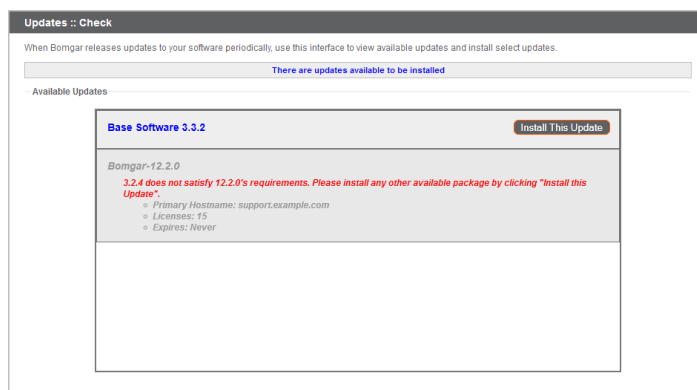 Updates :: Check
When Bomgar releases updates to your software periodically, use this interface to view available updates and install select updates.
There are updates available to be installed
Available Updates
Base Software 3.3.2
Install This Update
Bomgar-12.2.0
3.2.4 does not satisfy 12.2.0's requirements. Please install any other available package by clicking "Install this
Update".
Primary Hostname: support.example.com
Licenses: 15
Expires: Never